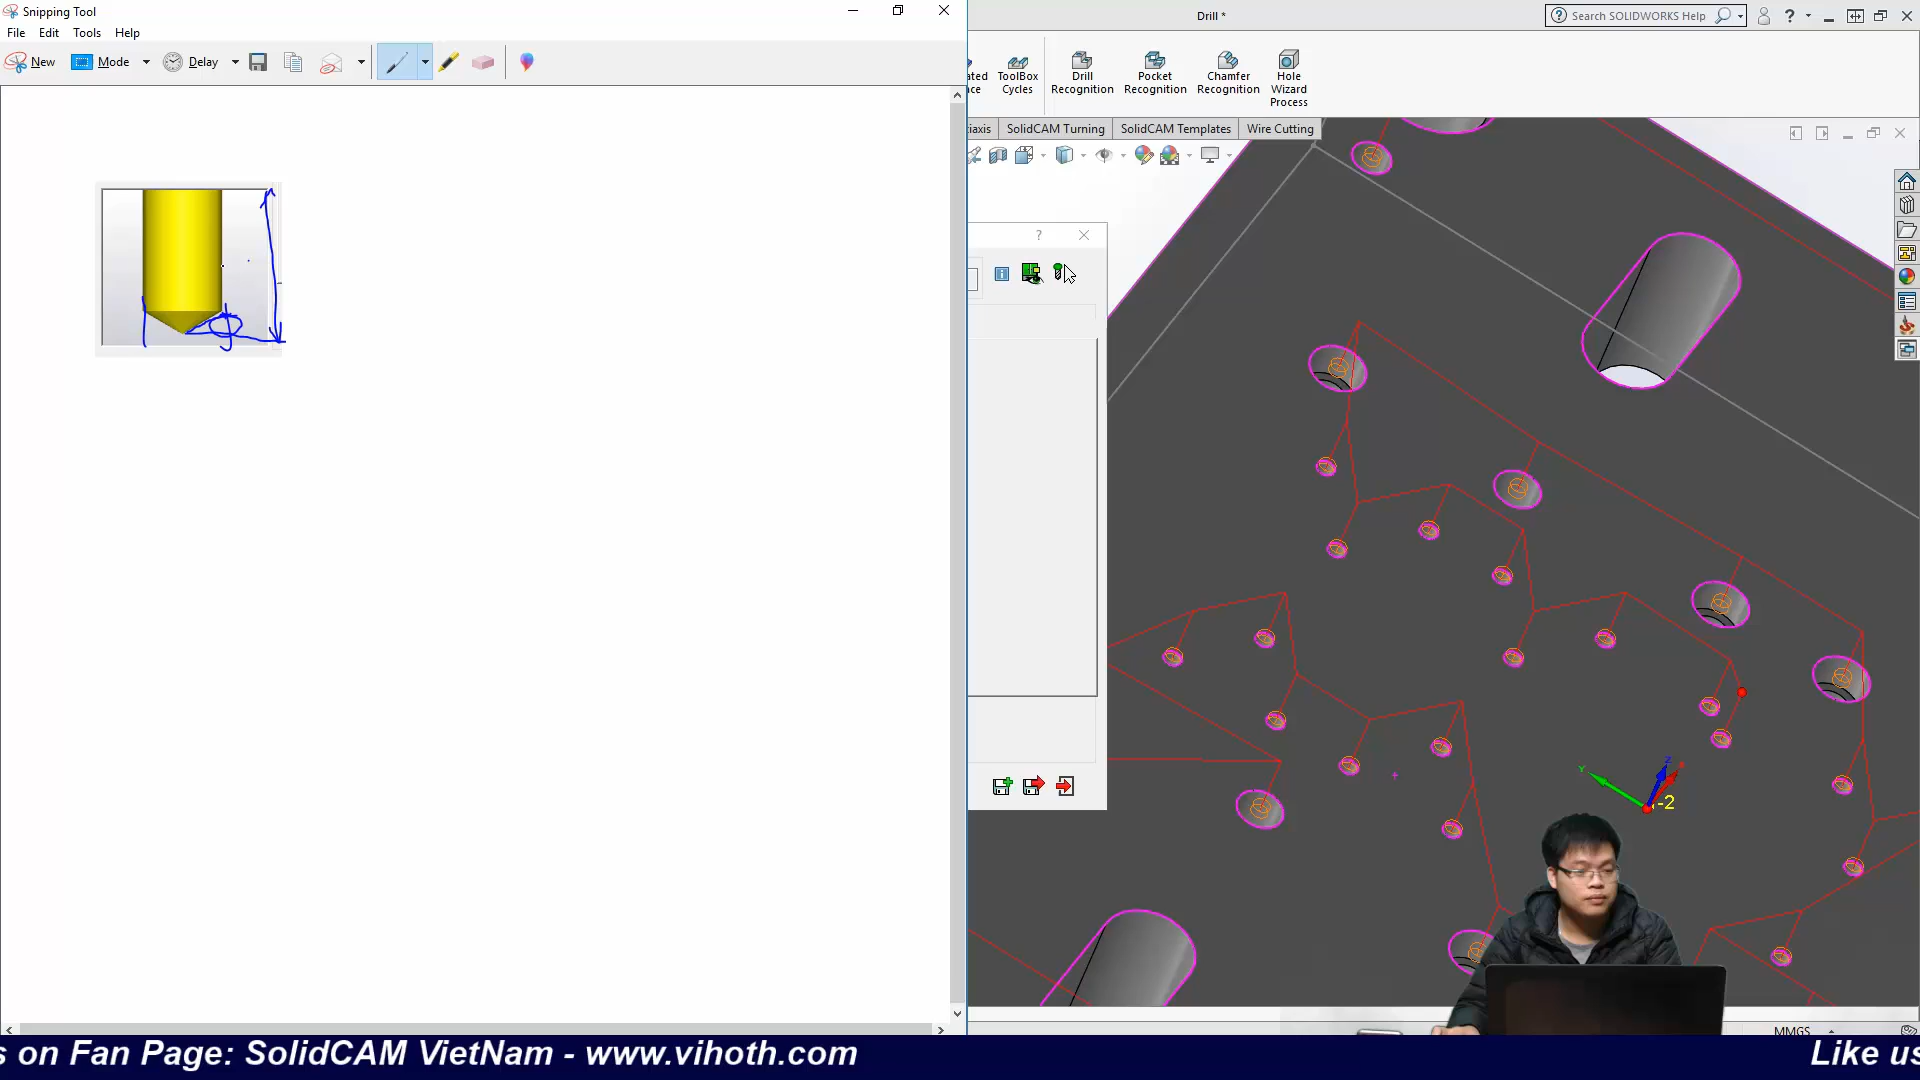 Snipping Tool
File Edit Tools Help
New Mode Delay
Drill *
Search SOLIDWORKS Help
?
ated
ce
ToolBox
Cycles
Drill
Recognition
Pocket
Recognition
Chamfer
Recognition
Hole
Wizard
Process
iaxis SolidCAM Turning SolidCAM Templates Wire Cutting
?
Y
Z
-2
MMGS
s on Fan Page: SolidCAM VietNam - www.vihoth.com Like us